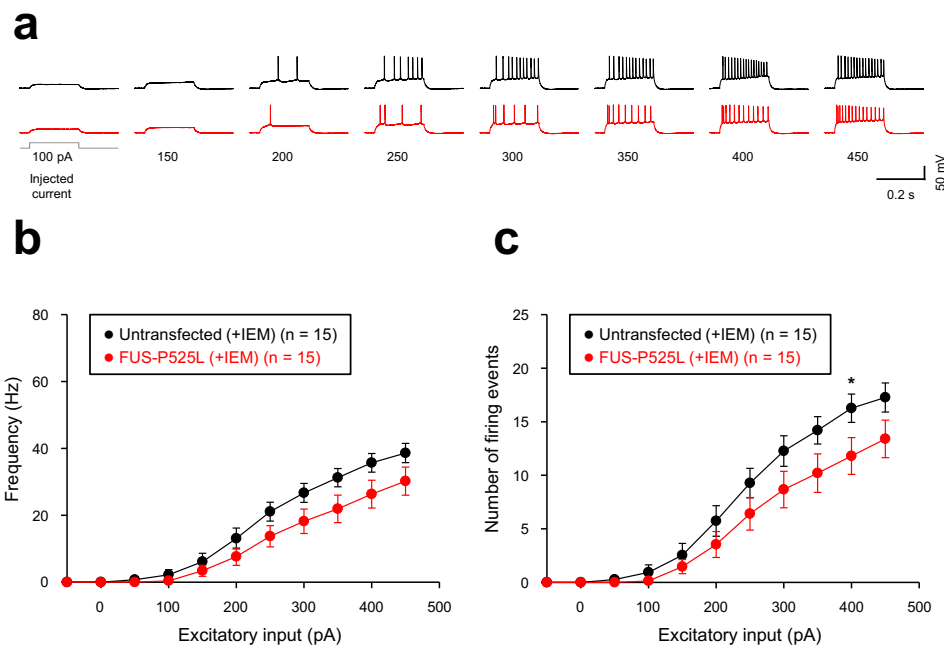 a
100 pA 150 200 250 300 350 400 450
Injected
current
0.2 s
50 mV
b
Frequency (Hz)
80
60
40
20
0
Untransfected (+IEM) (n = 15)
FUS-P525L (+IEM) (n = 15)
0 100 200 300 400 500
Excitatory input (pA)
c
Number of firing events
25
20
15
10
5
0
Untransfected (+IEM) (n = 15)
FUS-P525L (+IEM) (n = 15)
*
0 100 200 300 400 500
Excitatory input (pA)